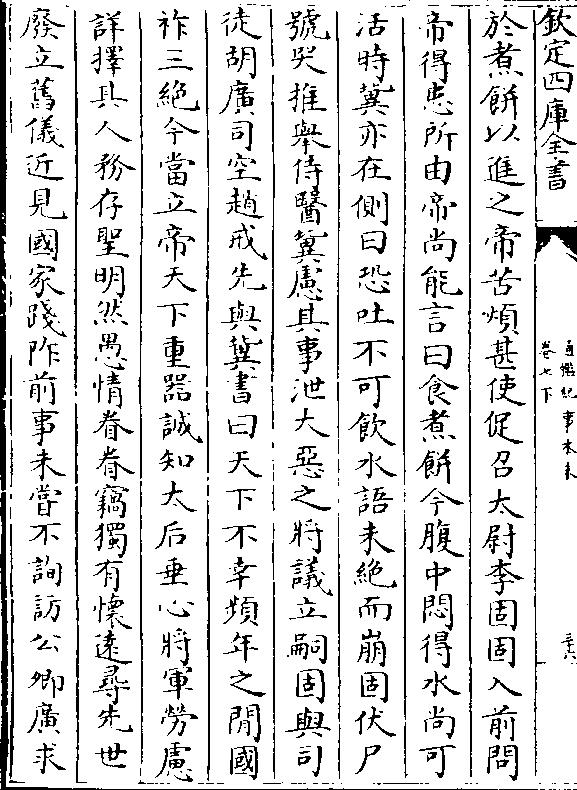 欽定四庫全書
通鑑紀事本末
卷七下
三六
於煮餅以進之帝苦煩甚使促召太尉李固固入前問
帝得患所由帝尚能言曰食煮餅今腹中悶得水尚可
活時冀亦在側曰恐吐不可飲水語未絕而崩固伏尸
號哭推舉侍醫冀慮其事泄大惡之將議立嗣固與司
徒胡廣司空趙戒先與冀書曰天下不幸頻年之間國
祚三絕今當立帝天下重器誠知太后垂心將軍勞慮
詳擇其人務存聖明然愚情眷眷竊獨有懷遠尋先世
廢立舊儀近見國家踐阼前事未嘗不詢訪公卿廣求